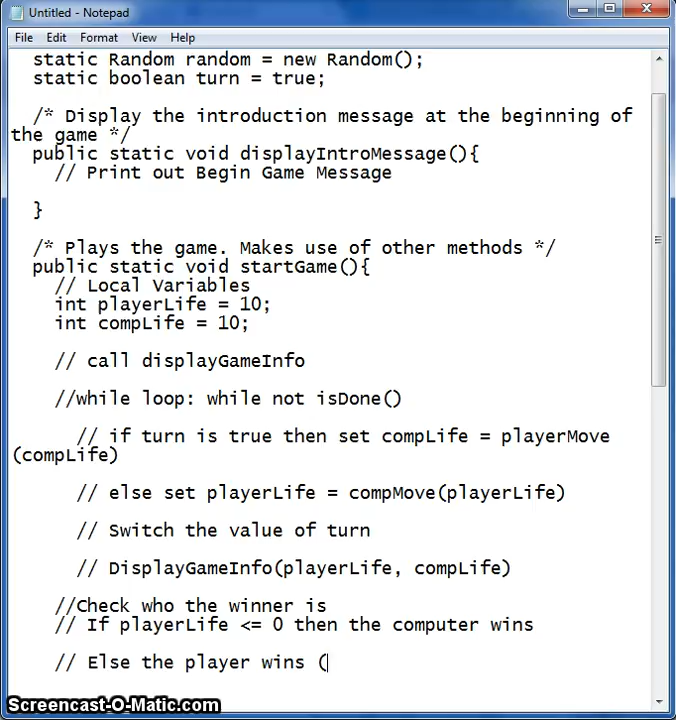 Untitled - Notepad
File Edit Format View Help
static Random random = new Random();
static boolean turn = true;
/* Display the introduction message at the beginning of
the game */
public static void displayIntroMessage(){
// Print out Begin Game Message
}
/* Plays the game. Makes use of other methods */
public static void startGame(){
// Local Variables
int playerLife = 10;
int compLife = 10;
// call displayGameInfo
//while loop: while not isDone()
// if turn is true then set compLife = playerMove
(compLife)
// else set playerLife = compMove(playerLife)
// Switch the value of turn
// DisplayGameInfo(playerLife, compLife)
//Check who the winner is
// If playerLife <= 0 then the computer wins
// Else the player wins (
Screencast-O-Matic.com